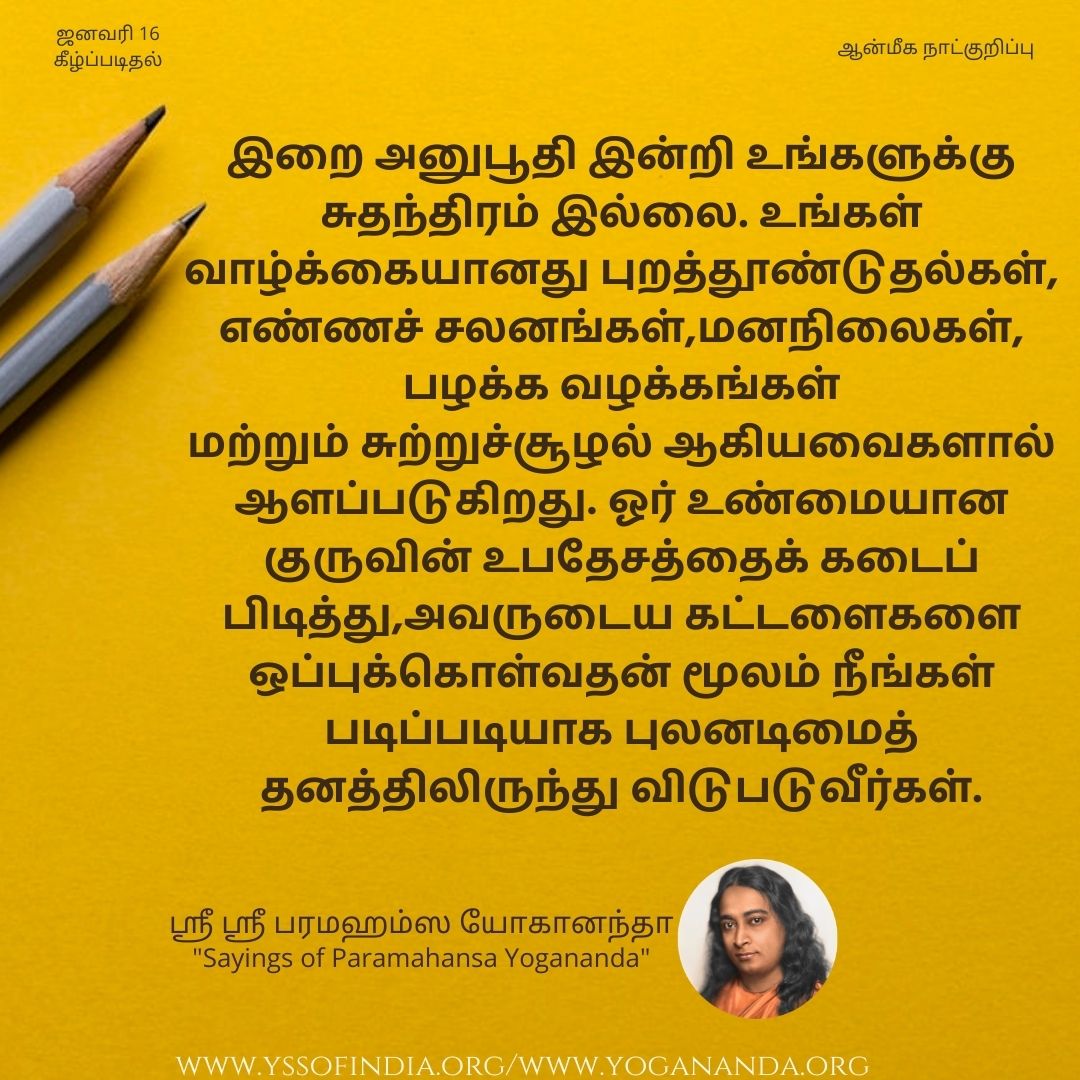 ஜனவரி 16
கீழ்ப்படிதல்
ஆன்மீக நாட்குறிப்பு
இறை அனுபூதி இன்றி உங்களுக்கு
சுதந்திரம் இல்லை. உங்கள்
வாழ்க்கையானது புறத்தூண்டுதல்கள்,
எண்ணச் சலனங்கள்,மனநிலைகள்,
பழக்க வழக்கங்கள்
மற்றும் சுற்றுச்சூழல் ஆகியவைகளால்
ஆளப்படுகிறது. ஓர் உண்மையான
குருவின் உபதேசத்தைக் கடைப்
பிடித்து,அவருடைய கட்டளைகளை
ஒப்புக்கொள்வதன் மூலம் நீங்கள்
படிப்படியாக புலனடிமைத்
தனத்திலிருந்து விடுபடுவீர்கள்.
ஸ்ரீ ஸ்ரீ பரமஹம்ஸ யோகானந்தா
"Sayings of Paramahansa Yogananda"
WWW.YSSOFINDIA.ORG/WWW.YOGANANDA.ORG